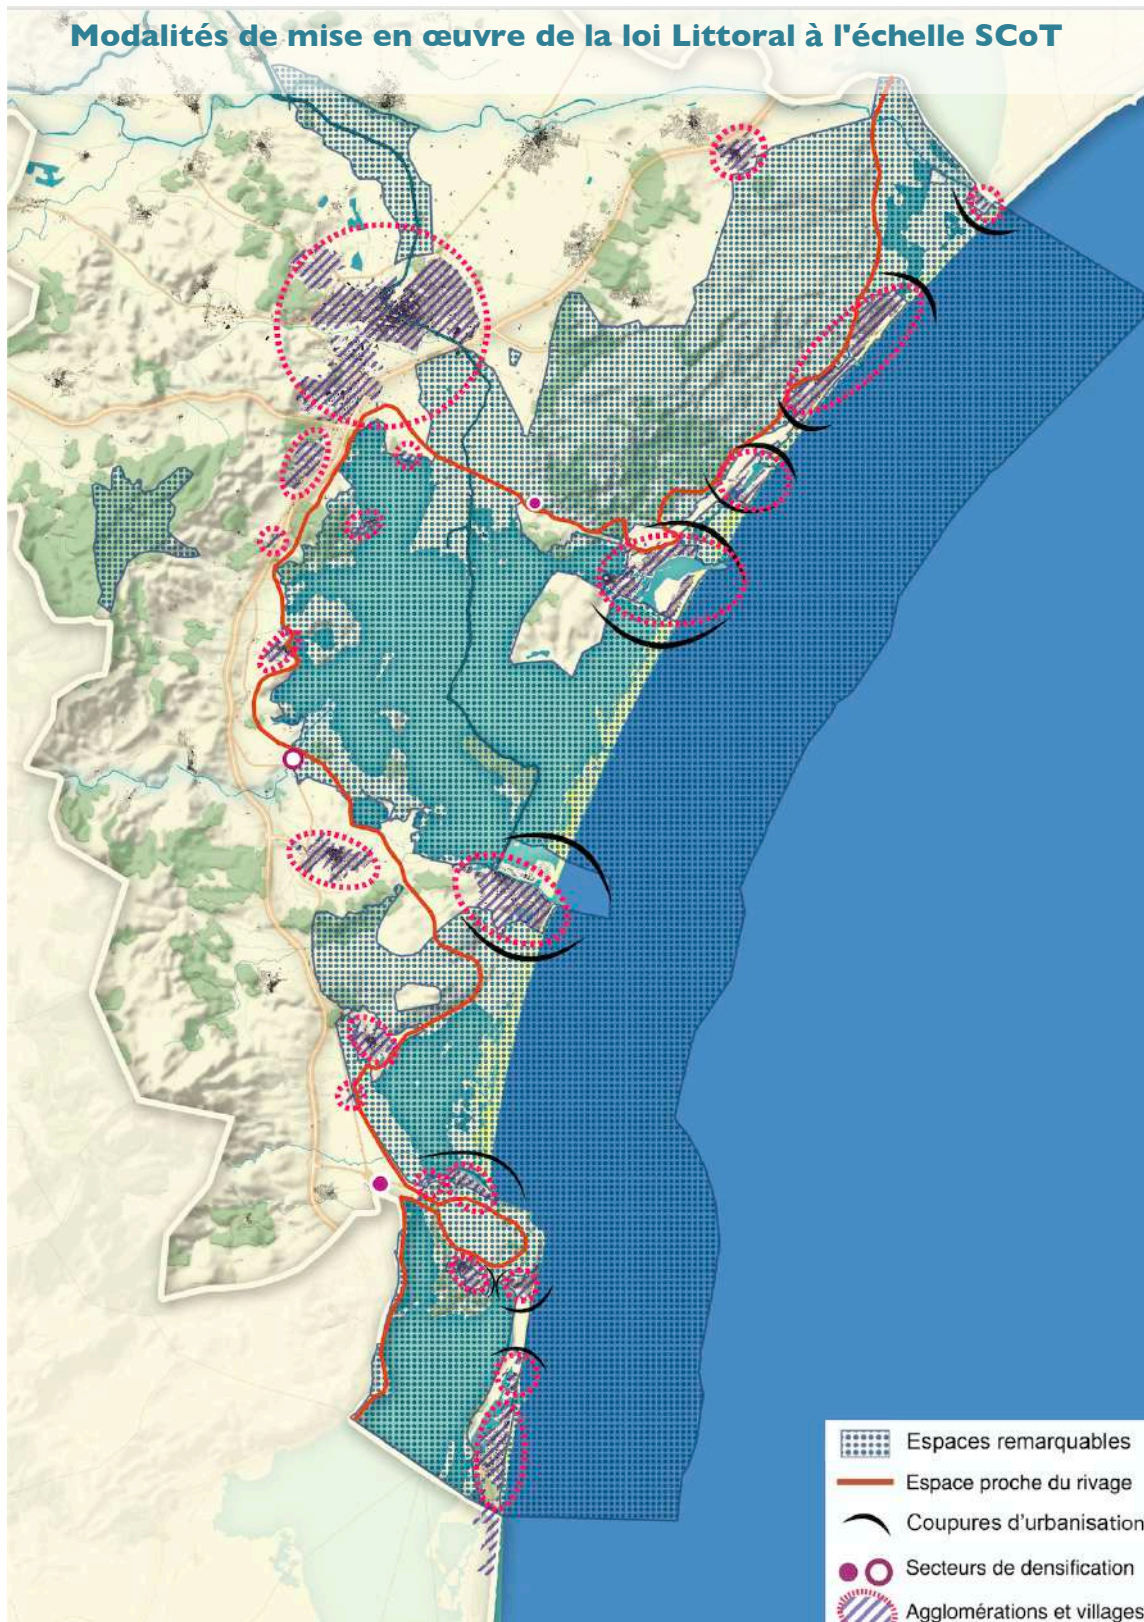 Modalités de mise en œuvre de la loi Littoral à l'échelle SCoT
Espaces remarquables
Espace proche du rivage
Coupures d'urbanisation
Secteurs de densification
Agglomérations et villages